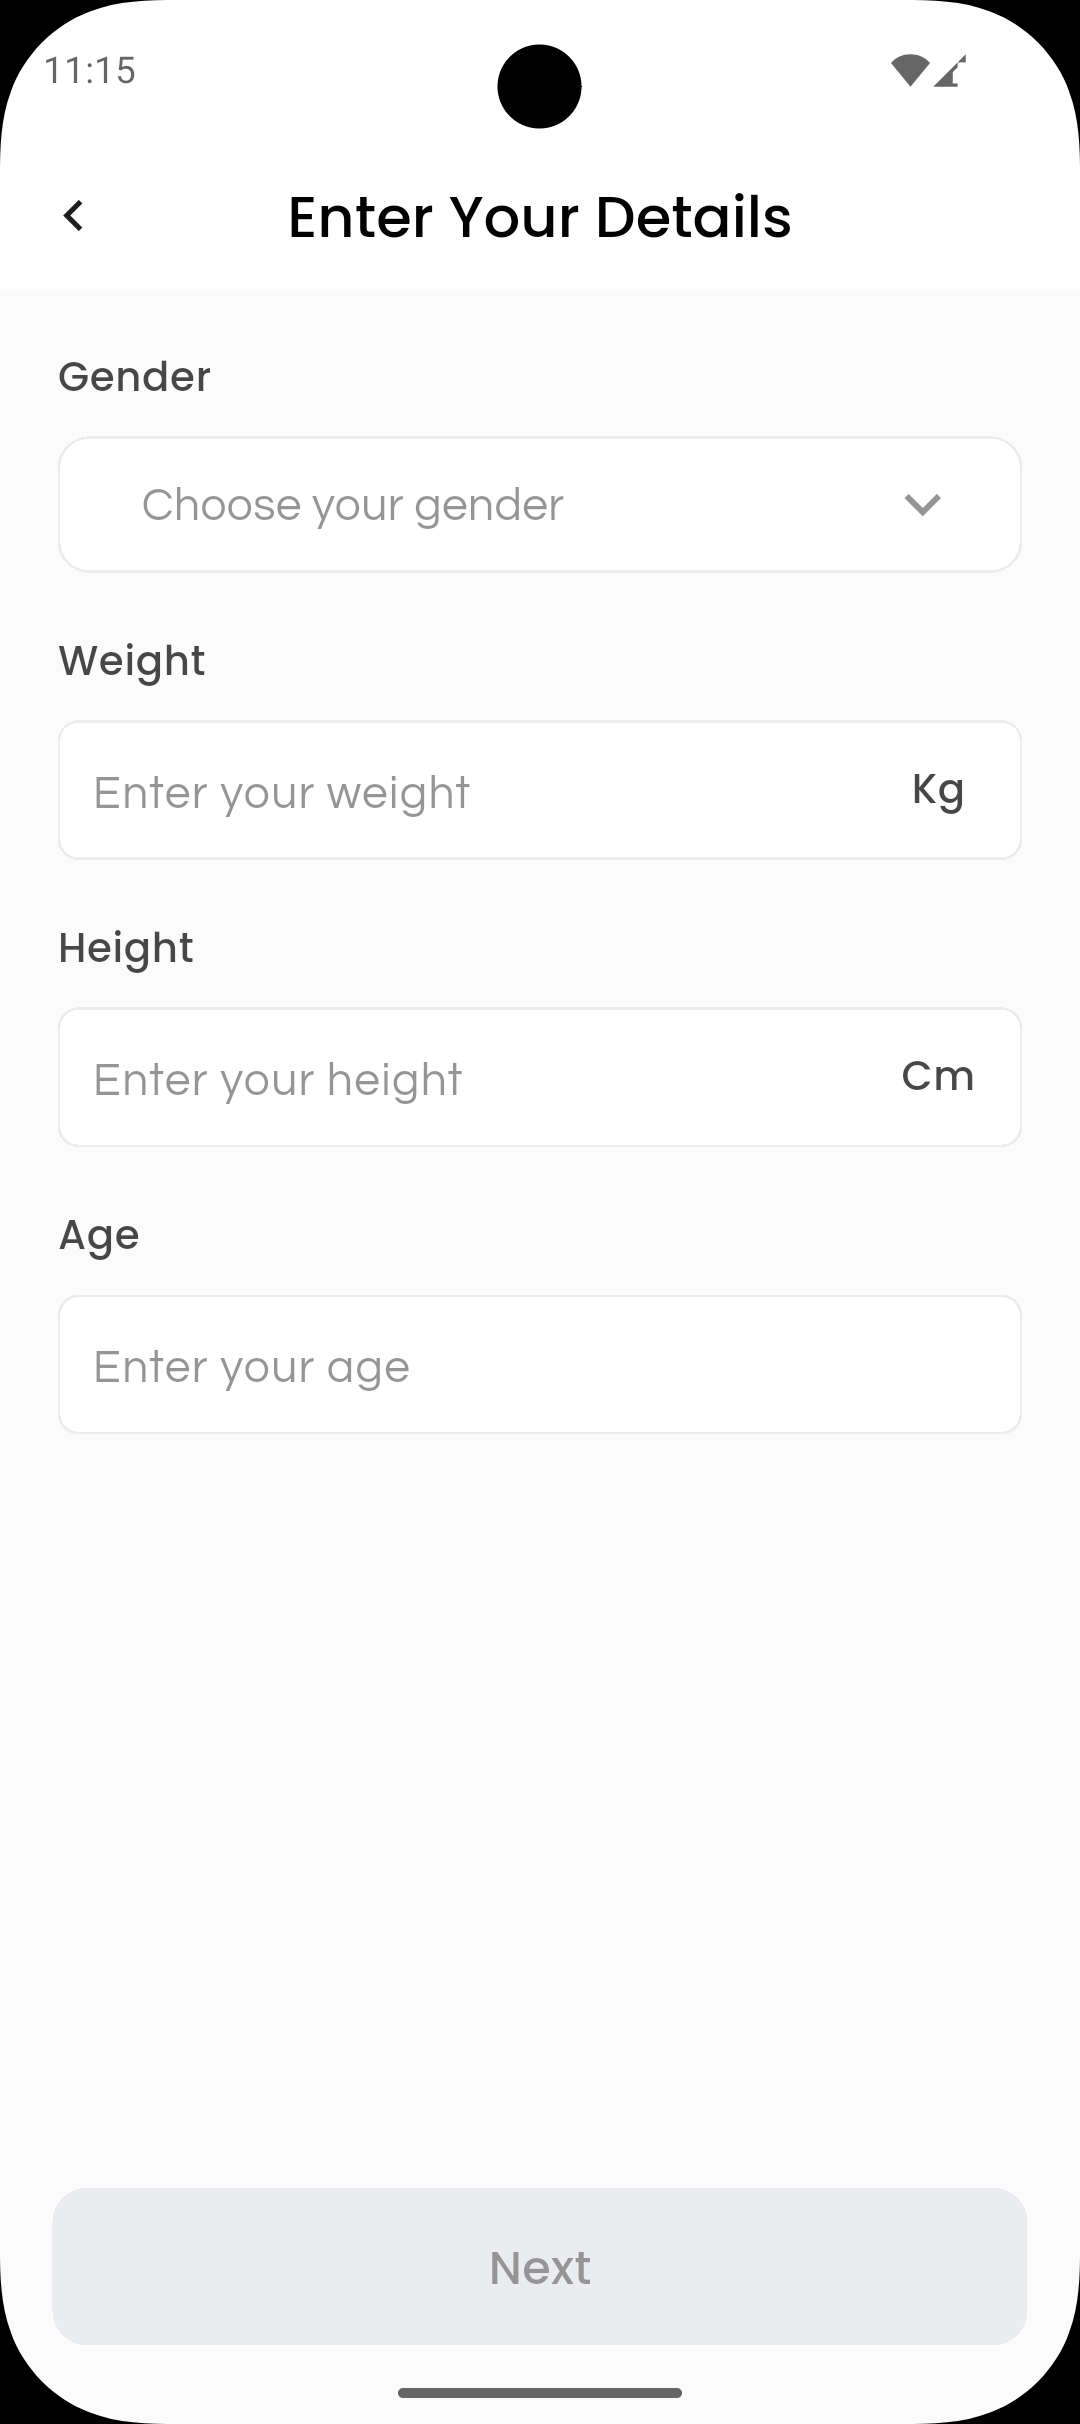 11:15
Enter Your Details
Gender
Choose your gender
Weight
Enter your weight Kg
Height
Enter your height Cm
Age
Enter your age
Next